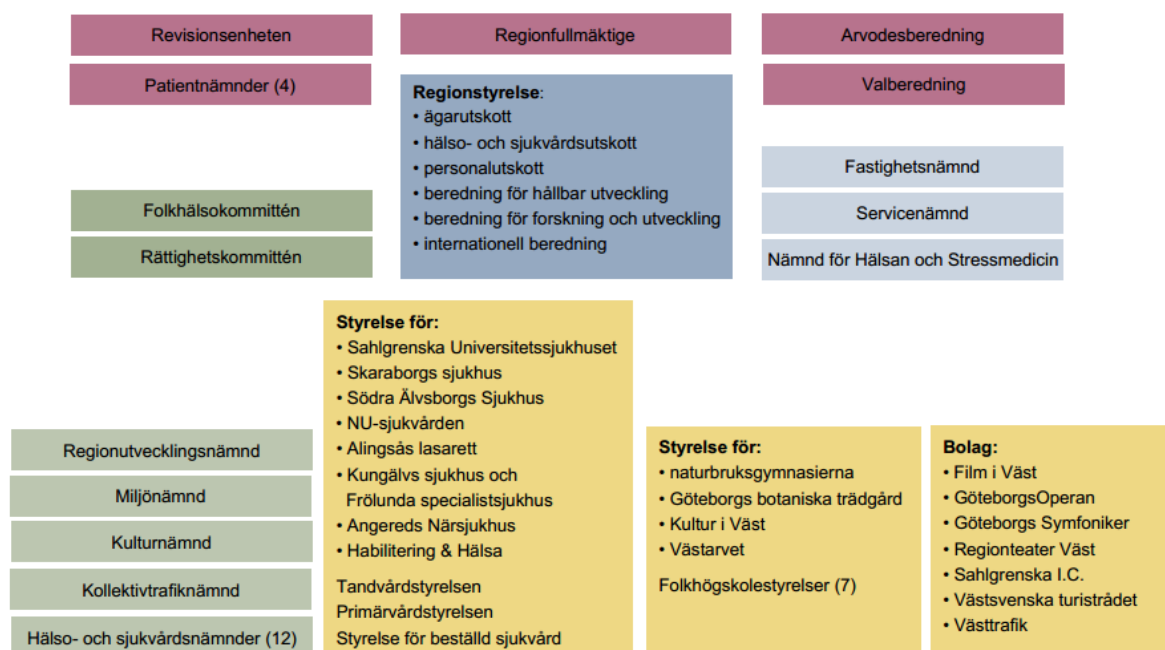 Revisionsenheten
Regionfullmäktige
Arvodesberedning
Patientnämnder (4)
Valberedning
Regionstyrelse:
• ägarutskott
• hälso- och sjukvårdsutskott
• personalutskott
• beredning för hållbar utveckling
• beredning för forskning och utveckling
• internationell beredning
Folkhälsokommittén
Rättighetskommittén
Fastighetsnämnd
Servicenämnd
Nämnd för Hälsan och Stressmedicin
Regionutvecklingsnämnd
Miljönämnd
Kulturnämnd
Kollektivtrafiknämnd
Hälso- och sjukvårdsnämnder (12)
Styrelse för:
• Sahlgrenska Universitetssjukhuset
• Skaraborgs sjukhus
• Södra Älvsborgs Sjukhus
• NU-sjukvården
• Alingsås lasarett
• Kungälvs sjukhus och
Frölunda specialistsjukhus
• Angereds Närsjukhus
• Habilitering & Hälsa
Tandvårdstyrelsen
Primärvårdstyrelsen
Styrelse för beställd sjukvård
Styrelse för:
• naturbruksgymnasierna
• Göteborgs botaniska trädgård
• Kultur i Väst
• Västarvet
Folkhögskolestyrelser (7)
Bolag:
• Film i Väst
• GöteborgsOperan
• Göteborgs Symfoniker
• Regionteater Väst
• Sahlgrenska I.C.
• Västsvenska turistrådet
• Västtrafik